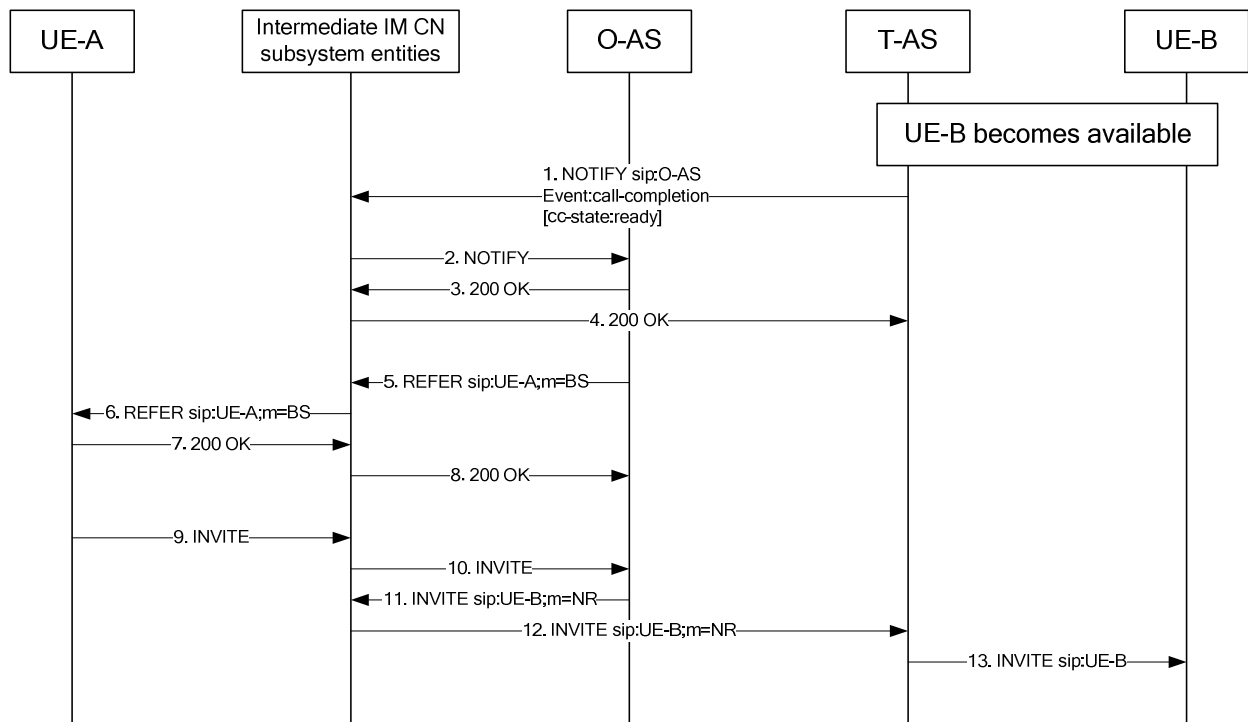 UE-A
Intermediate IM CN
subsystem entities
O-AS
T-AS
UE-B
UE-B becomes available
1. NOTIFY sip:O-AS
Event:call-completion
[cc-state:ready]
2. NOTIFY
3. 200 OK
4. 200 OK
5. REFER sip:UE-A;m=BS
6. REFER sip:UE-A;m=BS
7. 200 OK
8. 200 OK
9. INVITE
10. INVITE
11. INVITE sip:UE-B;m=NR
12. INVITE sip:UE-B;m=NR
13. INVITE sip:UE-B